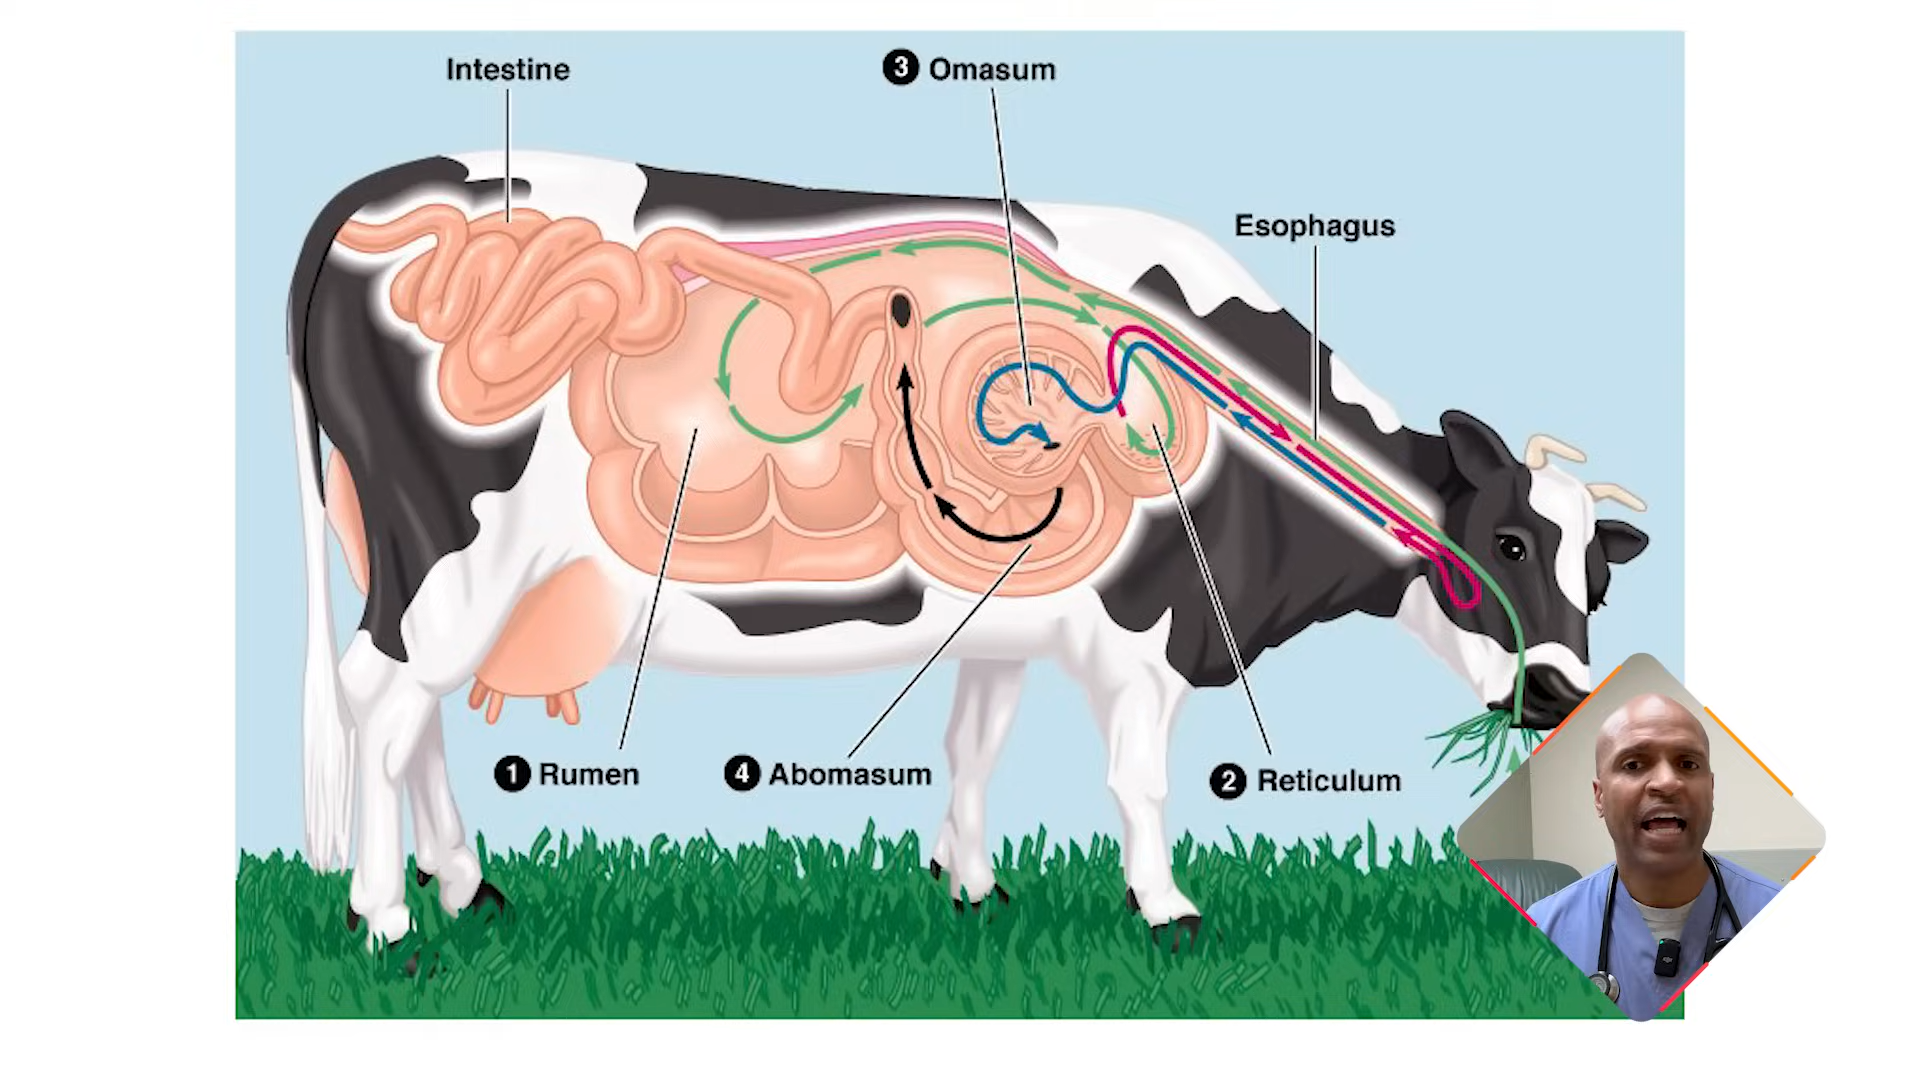 Intestine
3 Omasum
Esophagus
1 Rumen
4 Abomasum
2 Reticulum